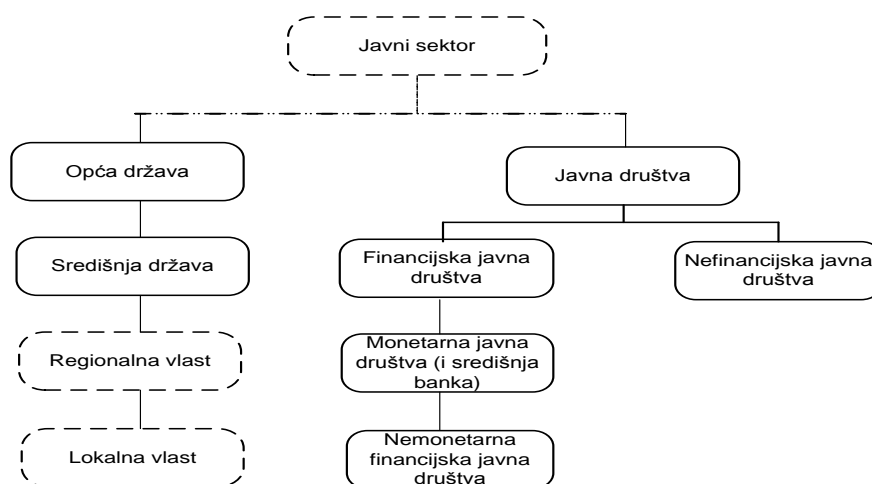 Javni sektor
Opća država
Javna društva
Središnja država
Financijska javna
društva
Nefinancijska javna
društva
Regionalna vlast
Monetarna javna
društva (i središnja
banka)
Lokalna vlast
Nemonetarna
financijska javna
društva